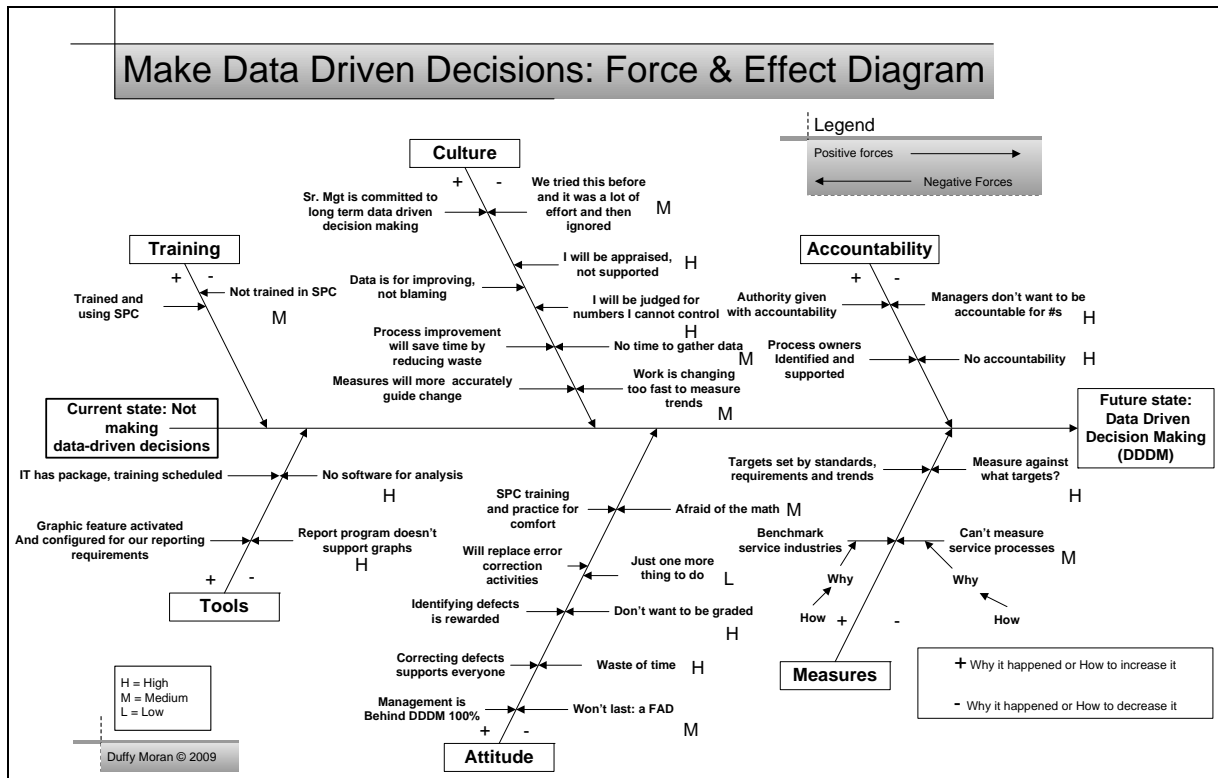 Make Data Driven Decisions: Force & Effect Diagram
Legend
Positive forces
Negative Forces
Culture
+ -
Sr. Mgt is committed to
long term data driven
decision making
We tried this before
and it was a lot of
effort and then
ignored
M
I will be appraised,
not supported
H
Data is for improving,
not blaming
I will be judged for
numbers I cannot control
H
Process improvement
will save time by
reducing waste
No time to gather data
M
Measures will more accurately
guide change
Work is changing
too fast to measure
trends
M
Training
+ -
Trained and
using SPC
Not trained in SPC
M
Accountability
+ -
Authority given
with accountability
Managers don't want to be
accountable for #s
H
Process owners
Identified and
supported
No accountability
H
Current state: Not
making
data-driven decisions
Future state:
Data Driven
Decision Making
(DDDM)
IT has package, training scheduled
No software for analysis
H
Graphic feature activated
And configured for our reporting
requirements
Report program doesn't
support graphs
H
+ -
Tools
SPC training
and practice for
comfort
Afraid of the math
M
Will replace error
correction
activities
Just one more
thing to do
L
Identifying defects
is rewarded
Don't want to be graded
H
Correcting defects
supports everyone
Waste of time
H
Management is
Behind DDDM 100%
Won't last: a FAD
M
+ -
Attitude
Targets set by standards,
requirements and trends
Measure against
what targets?
H
Benchmark
service industries
Can't measure
service processes
M
Why
Why
How
How
+ -
Measures
H = High
M = Medium
L = Low
Duffy Moran © 2009
+ Why it happened or How to increase it
- Why it happened or How to decrease it